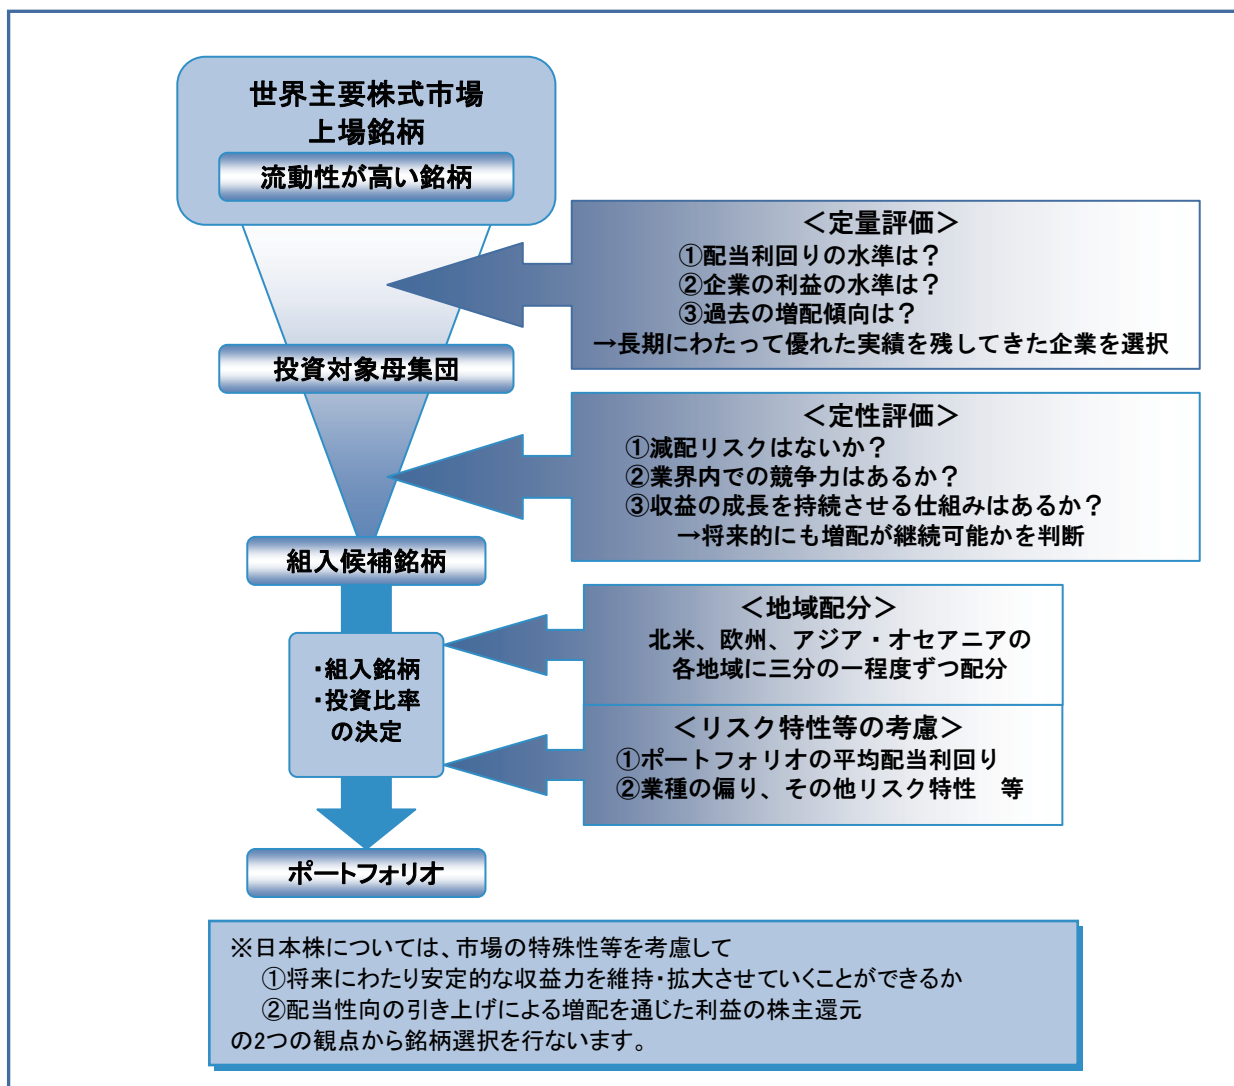 世界主要株式市場
上場銘柄
流動性が高い銘柄
＜定量評価＞
①配当利回りの水準は？
②企業の利益の水準は？
③過去の増配傾向は？
→長期にわたって優れた実績を残してきた企業を選択
投資対象母集団
＜定性評価＞
①減配リスクはないか？
②業界内での競争力はあるか？
③収益の成長を持続させる仕組みはあるか？
→将来的にも増配が継続可能かを判断
組入候補銘柄
＜地域配分＞
北米、欧州、アジア・オセアニアの
各地域に三分の一程度ずつ配分
・組入銘柄
・投資比率
の決定
＜リスク特性等の考慮＞
①ポートフォリオの平均配当利回り
②業種の偏り、その他リスク特性　等
ポートフォリオ
※日本株については、市場の特殊性等を考慮して
①将来にわたり安定的な収益力を維持・拡大させていくことができるか
②配当性向の引き上げによる増配を通じた利益の株主還元
の2つの観点から銘柄選択を行ないます。